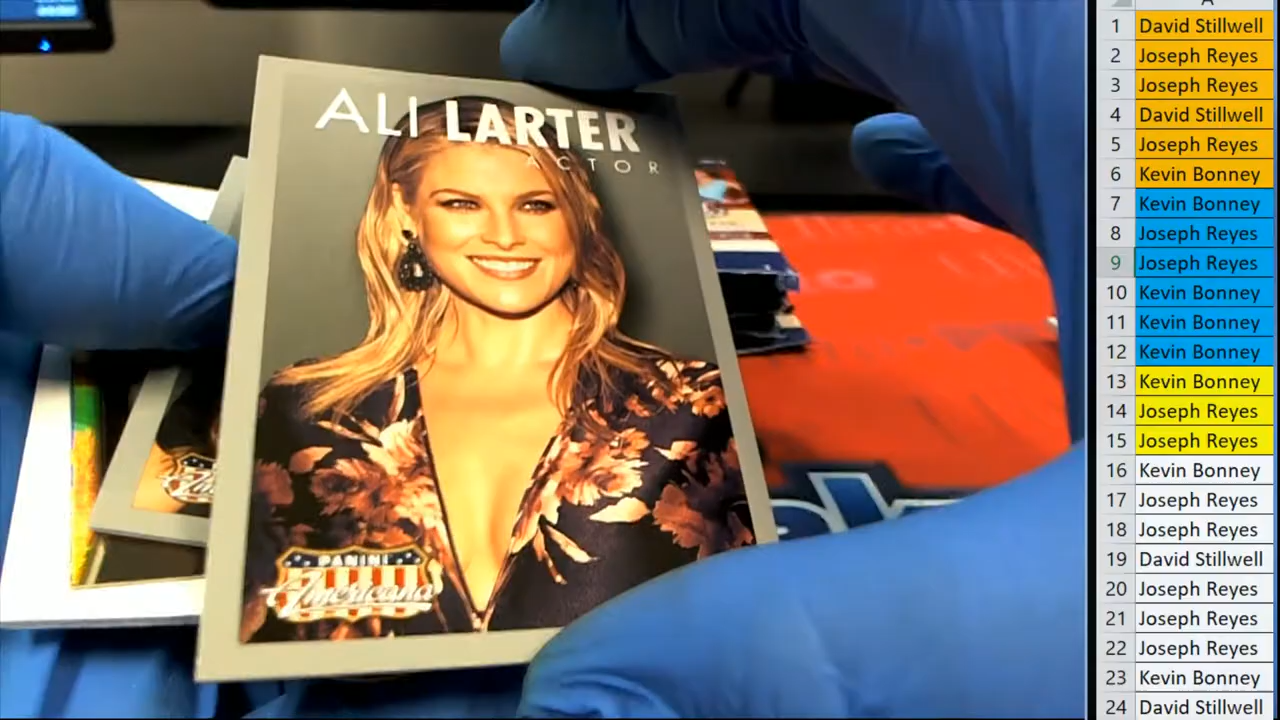 ALI LARTER
ACTOR
PANINI
Americana
A
1 David Stillwell
2 Joseph Reyes
3 Joseph Reyes
4 David Stillwell
5 Joseph Reyes
6 Kevin Bonney
7 Kevin Bonney
8 Joseph Reyes
9 Joseph Reyes
10 Kevin Bonney
11 Kevin Bonney
12 Kevin Bonney
13 Kevin Bonney
14 Joseph Reyes
15 Joseph Reyes
16 Kevin Bonney
17 Joseph Reyes
18 Joseph Reyes
19 David Stillwell
20 Joseph Reyes
21 Joseph Reyes
22 Joseph Reyes
23 Kevin Bonney
24 David Stillwell